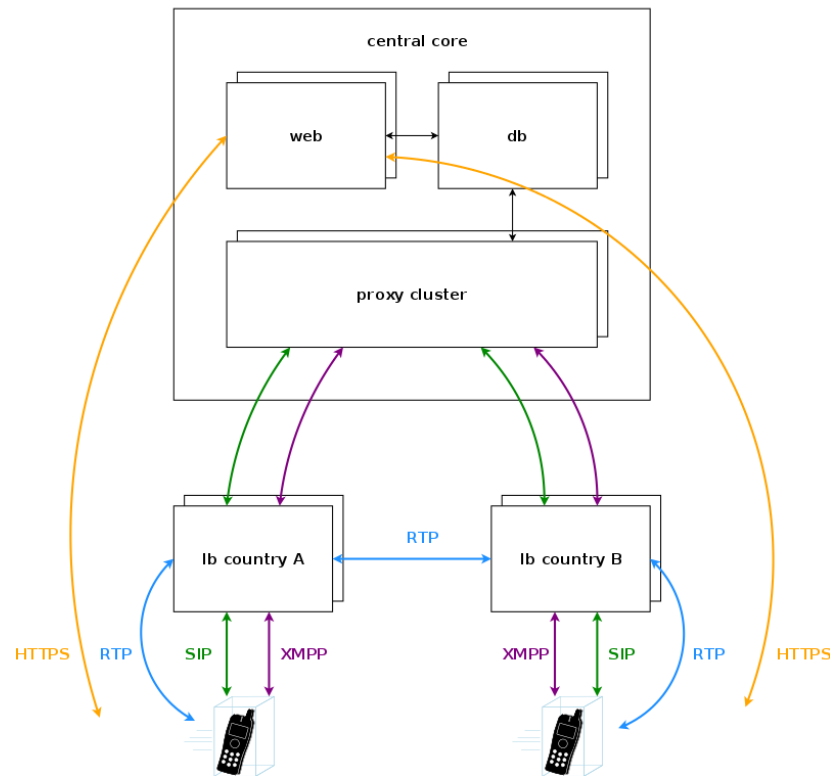 central core
web
db
proxy cluster
lb country A
RTP
lb country B
HTTPS
RTP
SIP
XMPP
XMPP
SIP
RTP
HTTPS